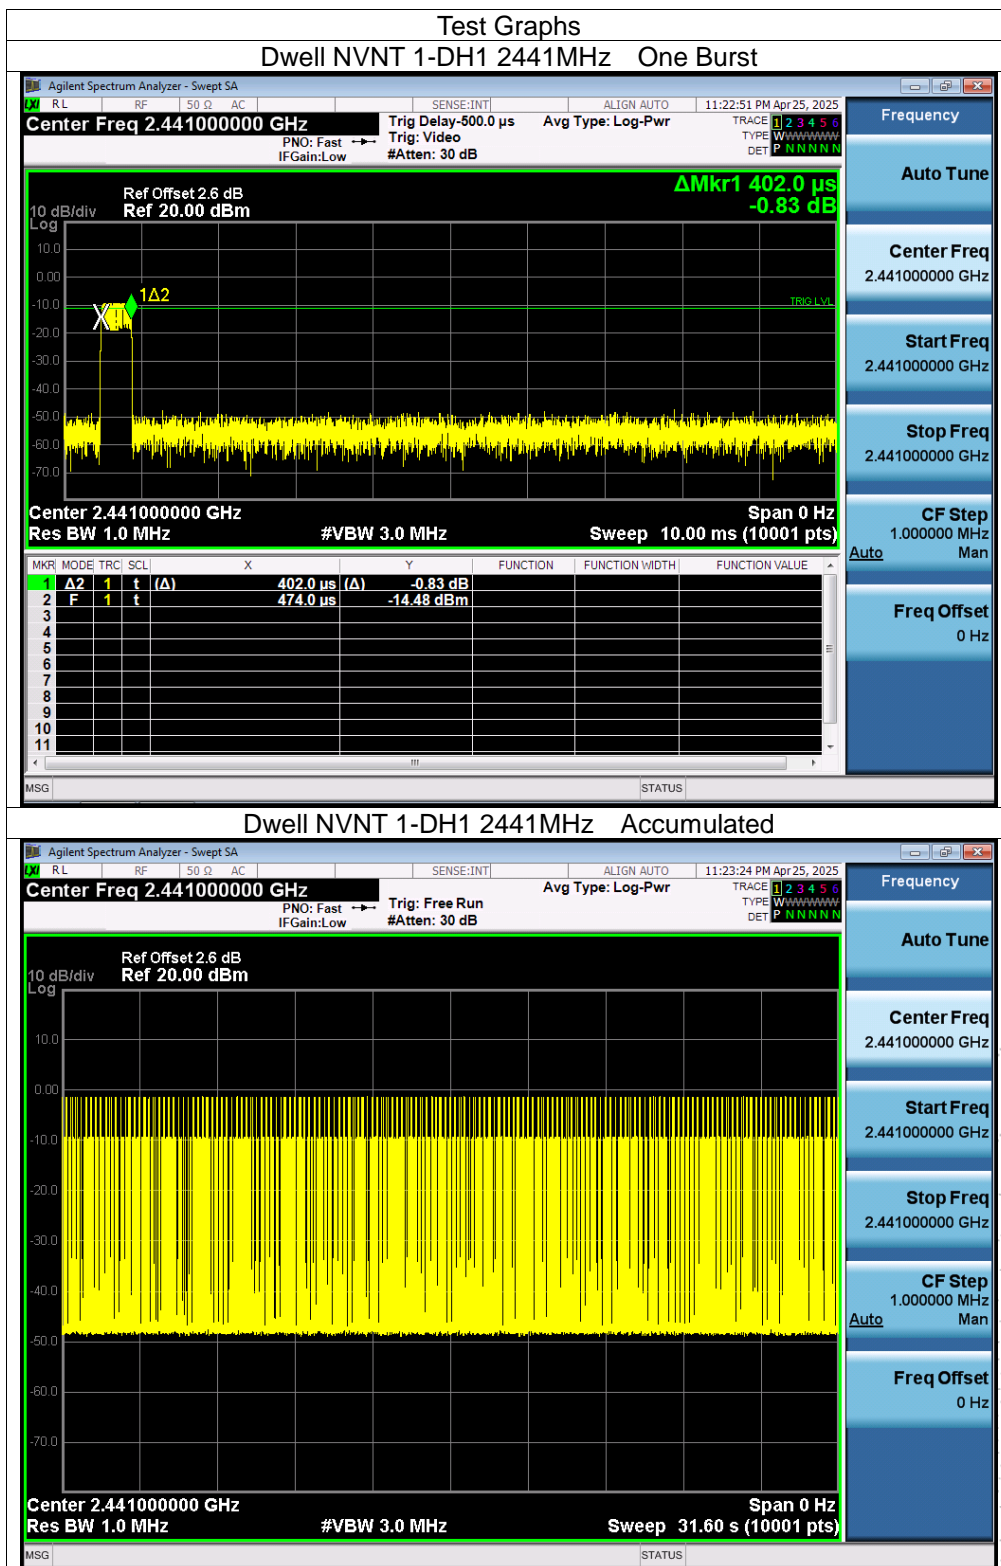 Test Graphs
Dwell NVNT 1-DH1 2441MHz One Burst
Agilent Spectrum Analyzer - Swept SA
LXI RL RF 50 Ω AC SENSE:INT ALIGN AUTO 11:22:51 PM Apr 25, 2025
Center Freq 2.441000000 GHz
PNO: Fast
IFGain:Low
Trig Delay-500.0 µs
Trig: Video
#Atten: 30 dB
Avg Type: Log-Pwr
TRACE 1 2 3 4 5 6
TYPE WWWWWW
DET P N N N N N
Frequency
Auto Tune
Center Freq
2.441000000 GHz
Start Freq
2.441000000 GHz
Stop Freq
2.441000000 GHz
CF Step
1.000000 MHz
Auto Man
Freq Offset
0 Hz
ΔMkr1 402.0 µs
-0.83 dB
Ref Offset 2.6 dB
10 dB/div Ref 20.00 dBm
Log
10.0
0.00
-10.0
-20.0
-30.0
-40.0
-50.0
-60.0
-70.0
1Δ2
TRIG LVL
Center 2.441000000 GHz Span 0 Hz
Res BW 1.0 MHz #VBW 3.0 MHz Sweep 10.00 ms (10001 pts)
MKR MODE TRC SCL X Y FUNCTION FUNCTION WIDTH FUNCTION VALUE
1 Δ2 1 t (Δ) 402.0 µs (Δ) -0.83 dB
2 F 1 t 474.0 µs -14.48 dBm
3
4
5
6
7
8
9
10
11
MSG STATUS
Dwell NVNT 1-DH1 2441MHz Accumulated
Agilent Spectrum Analyzer - Swept SA
LXI RL RF 50 Ω AC SENSE:INT ALIGN AUTO 11:23:24 PM Apr 25, 2025
Center Freq 2.441000000 GHz
PNO: Fast
IFGain:Low
Trig: Free Run
#Atten: 30 dB
Avg Type: Log-Pwr
TRACE 1 2 3 4 5 6
TYPE WWWWWW
DET P N N N N N
Frequency
Auto Tune
Center Freq
2.441000000 GHz
Start Freq
2.441000000 GHz
Stop Freq
2.441000000 GHz
CF Step
1.000000 MHz
Auto Man
Freq Offset
0 Hz
Ref Offset 2.6 dB
10 dB/div Ref 20.00 dBm
Log
10.0
0.00
-10.0
-20.0
-30.0
-40.0
-50.0
-60.0
-70.0
Center 2.441000000 GHz Span 0 Hz
Res BW 1.0 MHz #VBW 3.0 MHz Sweep 31.60 s (10001 pts)
MSG STATUS